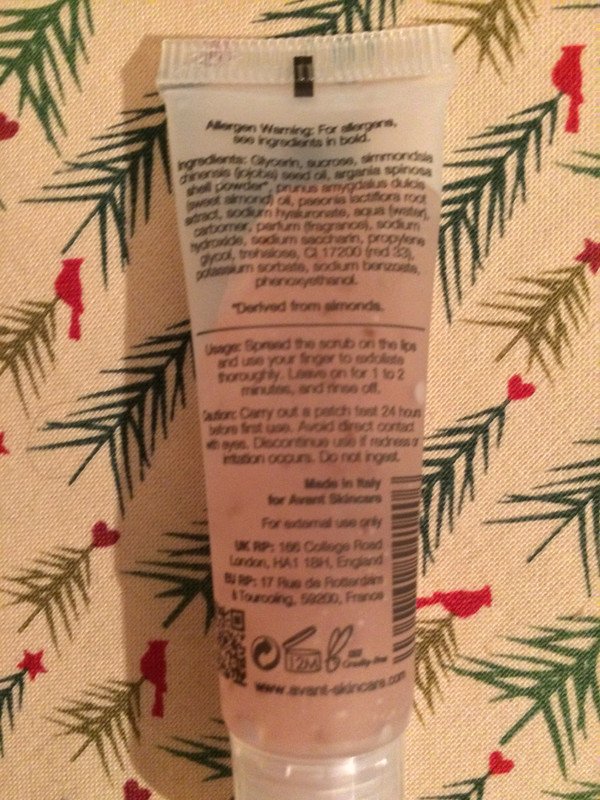 Allergen Warning: For allergens,
see ingredients in bold.
Ingredients: Glycerin, sucrose, simmondsia
chinensis (jojoba) seed oil, argania spinosa
shell powder*, prunus amygdalus dulcis
(sweet almond) oil, paeonia lactiflora root
extract, sodium hyaluronate, aqua (water),
carbomer, parfum (fragrance), sodium
hydroxide, sodium saccharin, propylene
glycol, trehalose, CI 17200 (red 33),
potassium sorbate, sodium benzoate,
phenoxyethanol.
*Derived from almonds.
Usage: Spread the scrub on the lips
and use your finger to exfoliate
thoroughly. Leave on for 1 to 2
minutes, and rinse off.
Caution: Carry out a patch test 24 hours
before first use. Avoid direct contact
with eyes. Discontinue use if redness or
irritation occurs. Do not ingest.
Made in Italy
for Avant Skincare
For external use only
UK RP: 166 College Road
London, HA1 1BH, England
EU RP: 17 Rue de Rotterdam
à Tourcoing, 59200, France
12M
Cruelty-free
www.avant-skincare.com